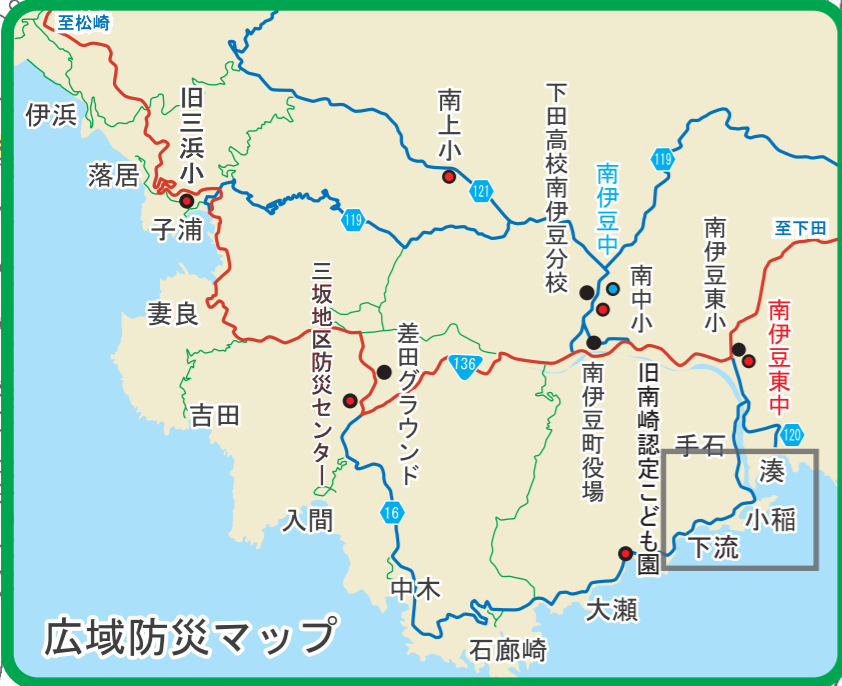 至松崎
伊浜
旧三浜小
落居
子浦
南上小
121
119
下田高校南伊豆分校
南伊豆中
119
南伊豆東小
至下田
南中小
南伊豆東中
妻良
三坂地区防災センター
差田グラウンド
136
吉田
南伊豆町役場
旧南崎認定こども園
120
手石
湊
入間
16
小稲
下流
中木
大瀬
石廊崎
広域防災マップ